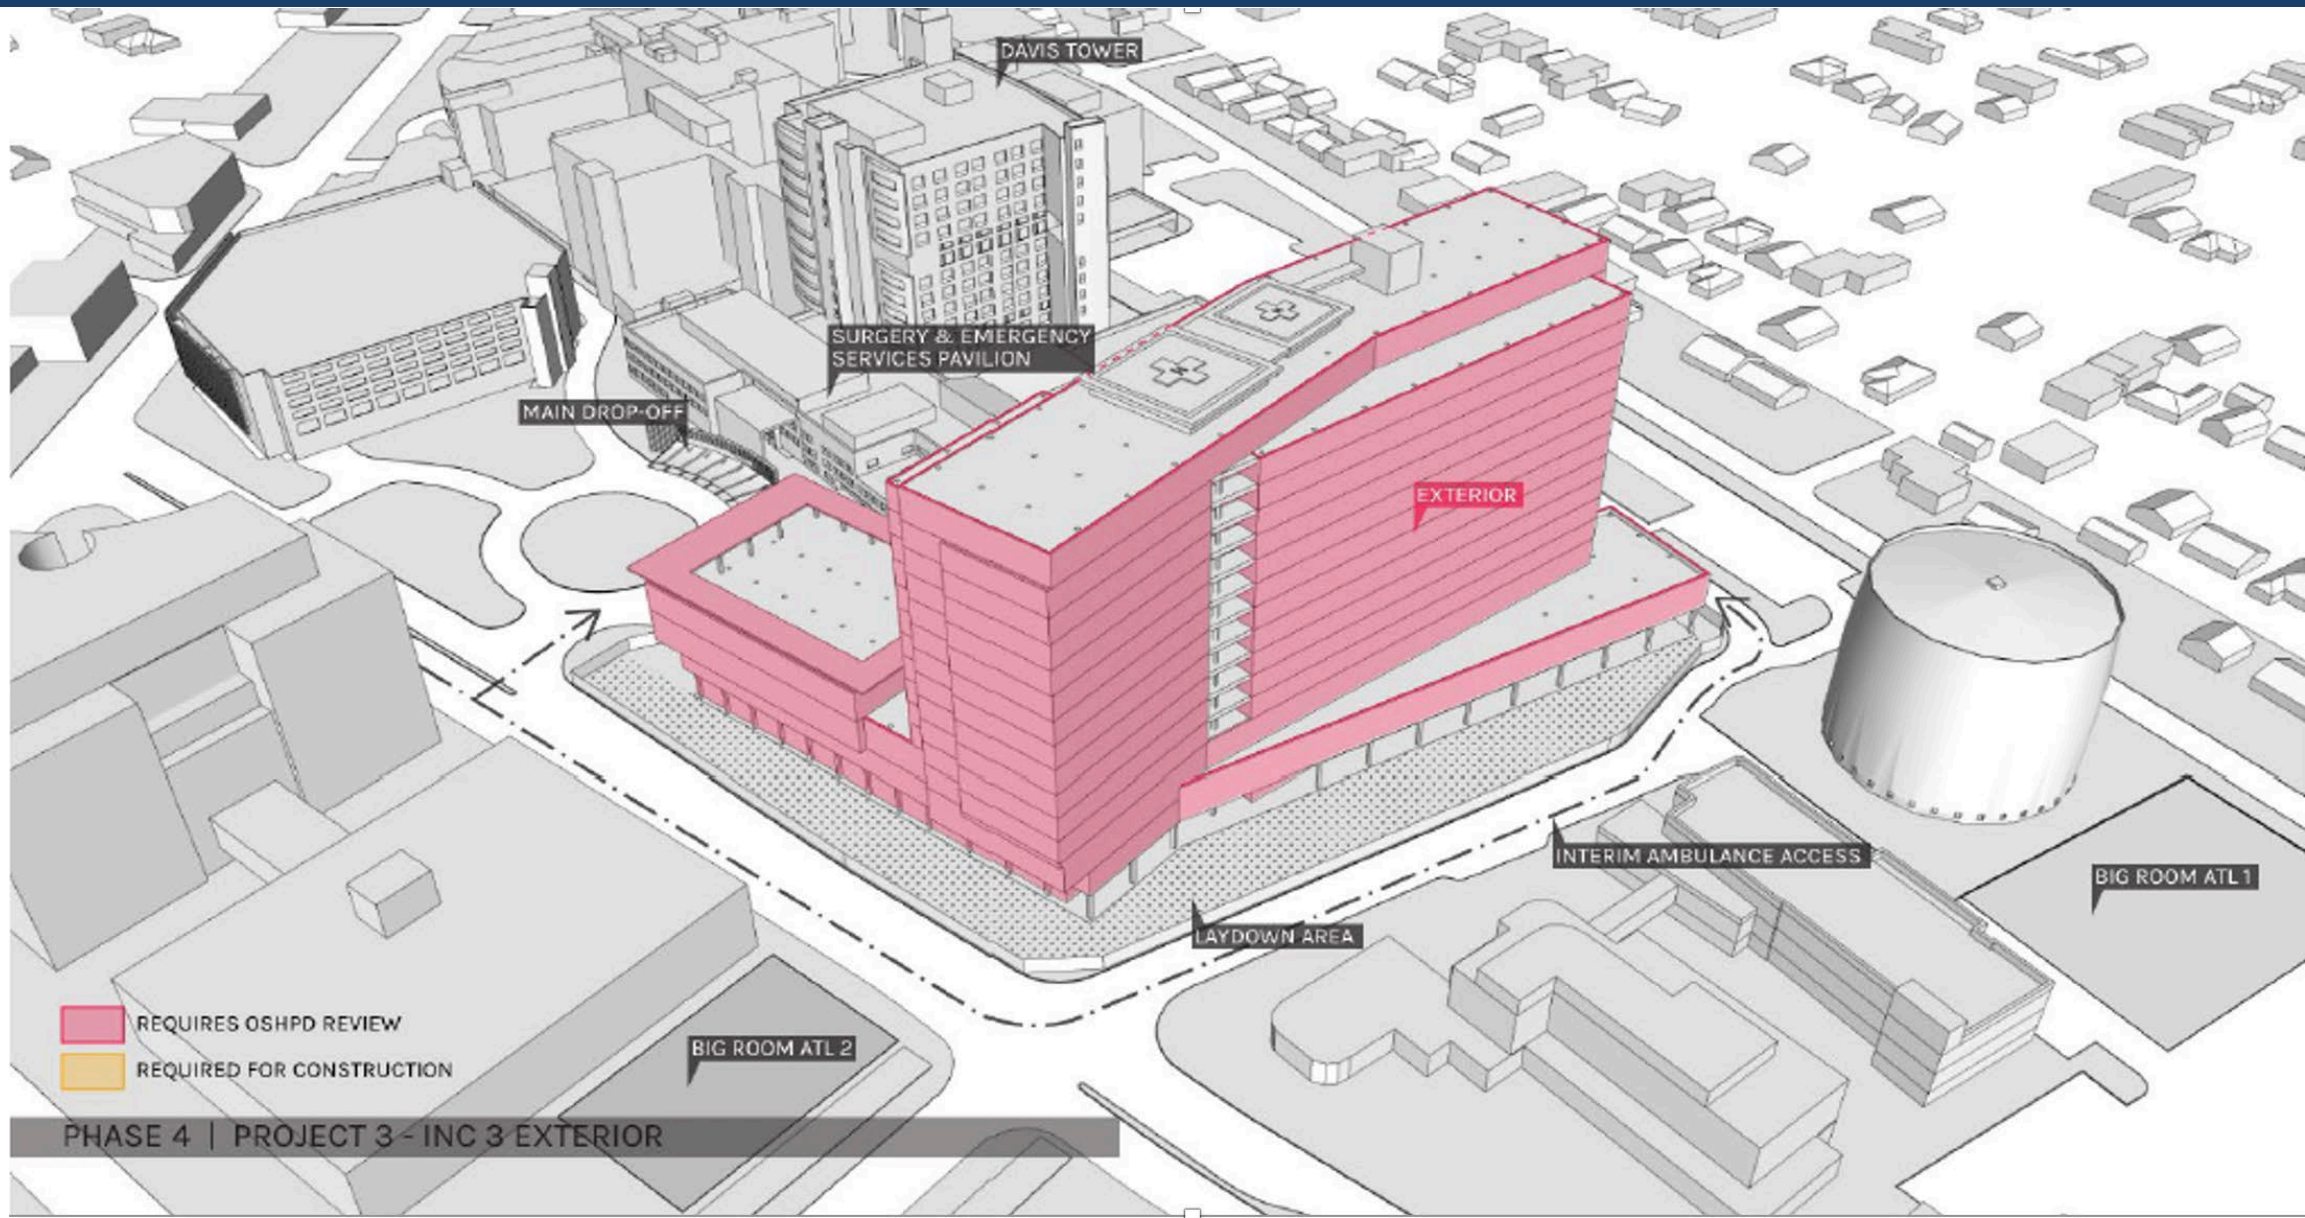 DAVIS TOWER
SURGERY & EMERGENCY
SERVICES PAVILION
MAIN DROP-OFF
EXTERIOR
INTERIM AMBULANCE ACCESS
BIG ROOM ATL 1
LAYDOWN AREA
BIG ROOM ATL 2
REQUIRES OSHPD REVIEW
REQUIRED FOR CONSTRUCTION
PHASE 4 | PROJECT 3 - INC 3 EXTERIOR